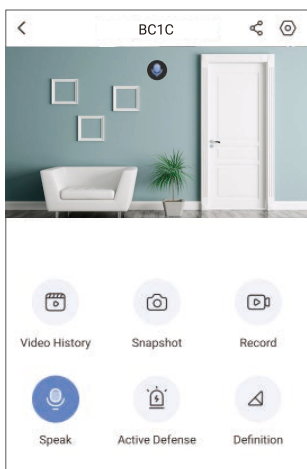 BC1C
Video History
Snapshot
Record
Speak
Active Defense
Definition